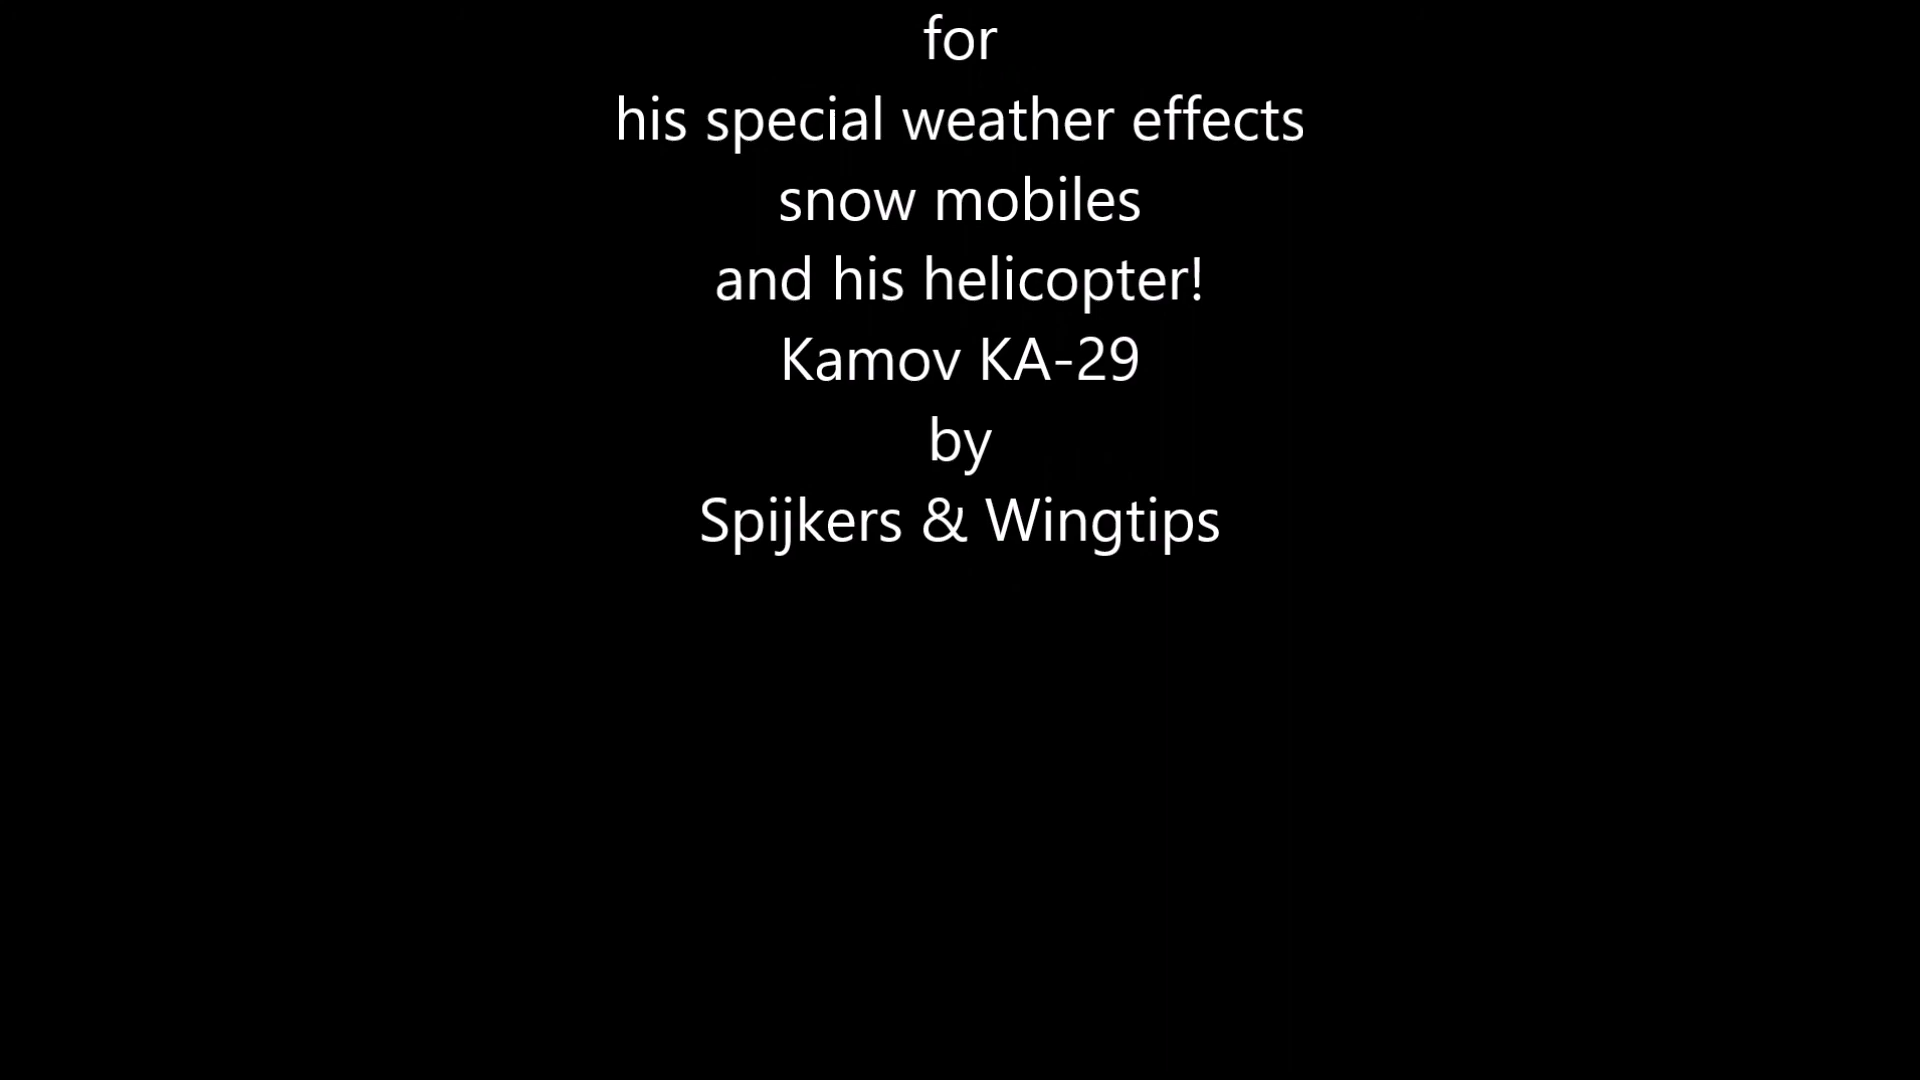 for
his special weather effects
snow mobiles
and his helicopter!
Kamov KA-29
by
Spijkers & Wingtips